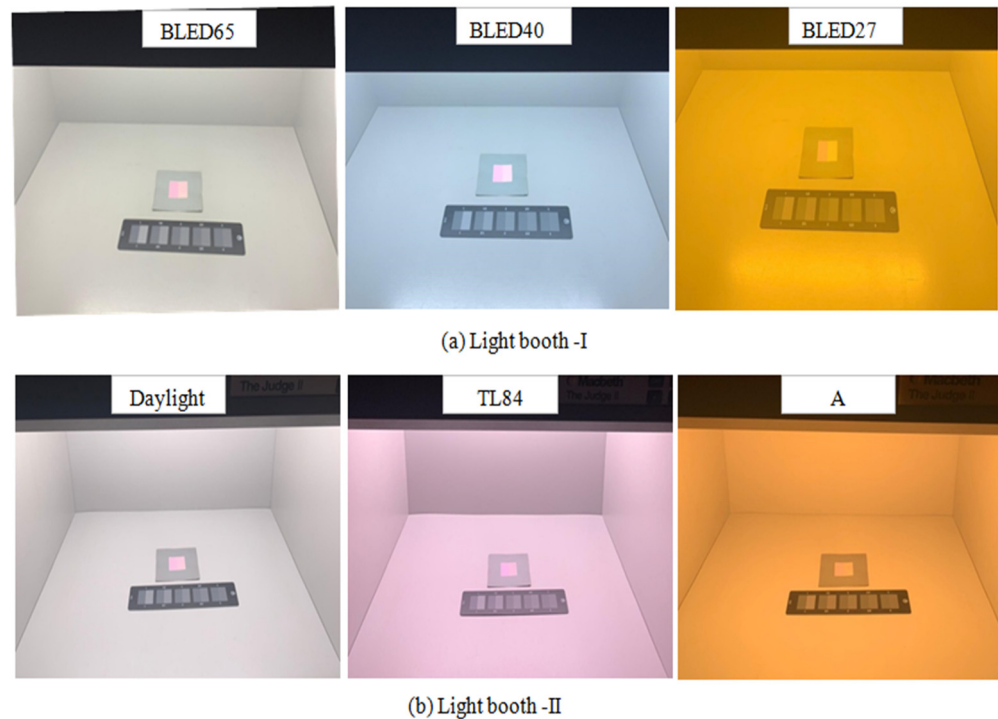 BLED65
BLED40
BLED27
(a) Light booth -I
Daylight
The Judge II
TL84
Macbeth
The Judge II
A
Macbeth
The Judge II
(b) Light booth -II